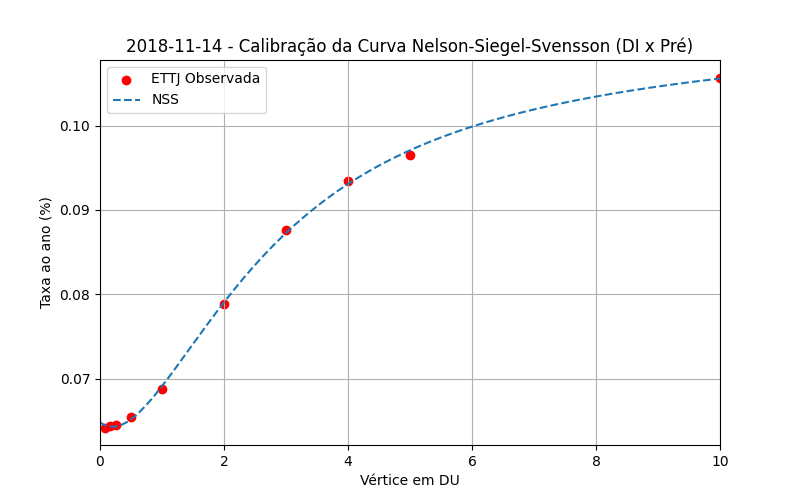 2018-11-14 - Calibração da Curva Nelson-Siegel-Svensson (DI x Pré)
ETTJ Observada
NSS
0.10
0.09
0.08
0.07
Taxa ao ano (%)
0 2 4 6 8 10
Vértice em DU